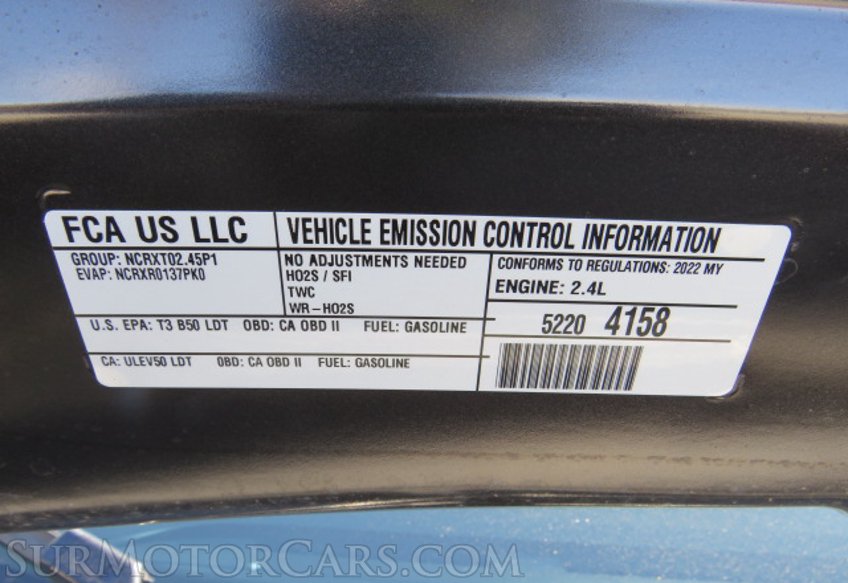 FCA US LLC
VEHICLE EMISSION CONTROL INFORMATION
GROUP: NCRXT02.45P1
EVAP: NCRXR0137PK0
NO ADJUSTMENTS NEEDED
HO2S / SFI
TWC
WR-HO2S
CONFORMS TO REGULATIONS: 2022 MY
ENGINE: 2.4L
U.S. EPA: T3 B50 LDT OBD: CA OBD II FUEL: GASOLINE
5220 4158
CA: ULEV50 LDT OBD: CA OBD II FUEL: GASOLINE
SurMotorCars.com